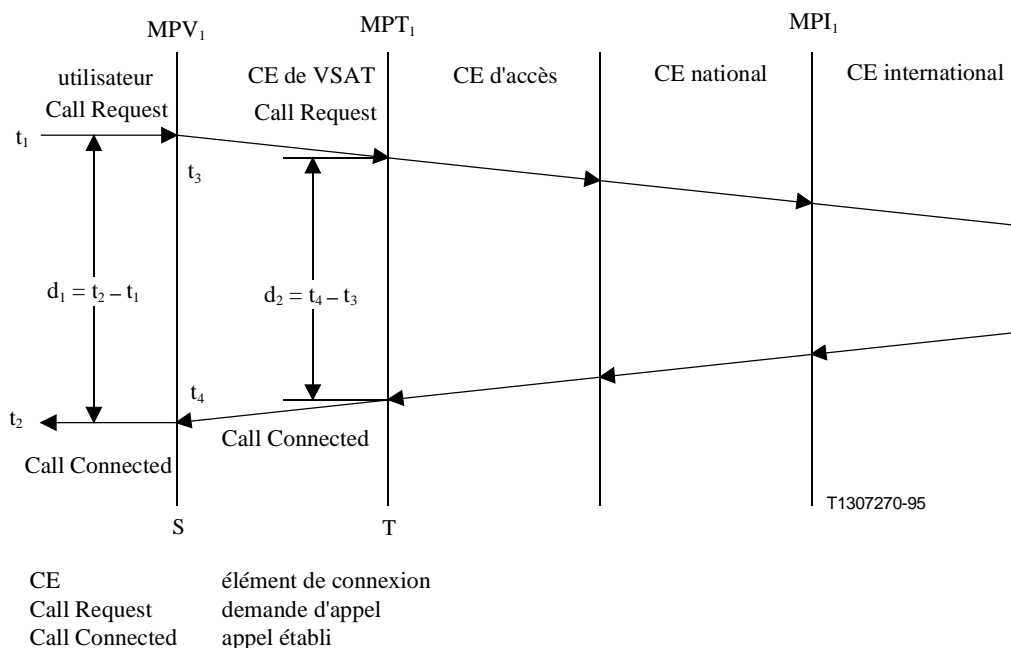 MPV₁ MPT₁ MPI₁
utilisateur CE de VSAT CE d'accès CE national CE international
Call Request Call Request
t₁
t₃
d₁ = t₂ – t₁ d₂ = t₄ – t₃
t₄
t₂
Call Connected
Call Connected
T1307270-95
S T
CE élément de connexion
Call Request demande d'appel
Call Connected appel établi